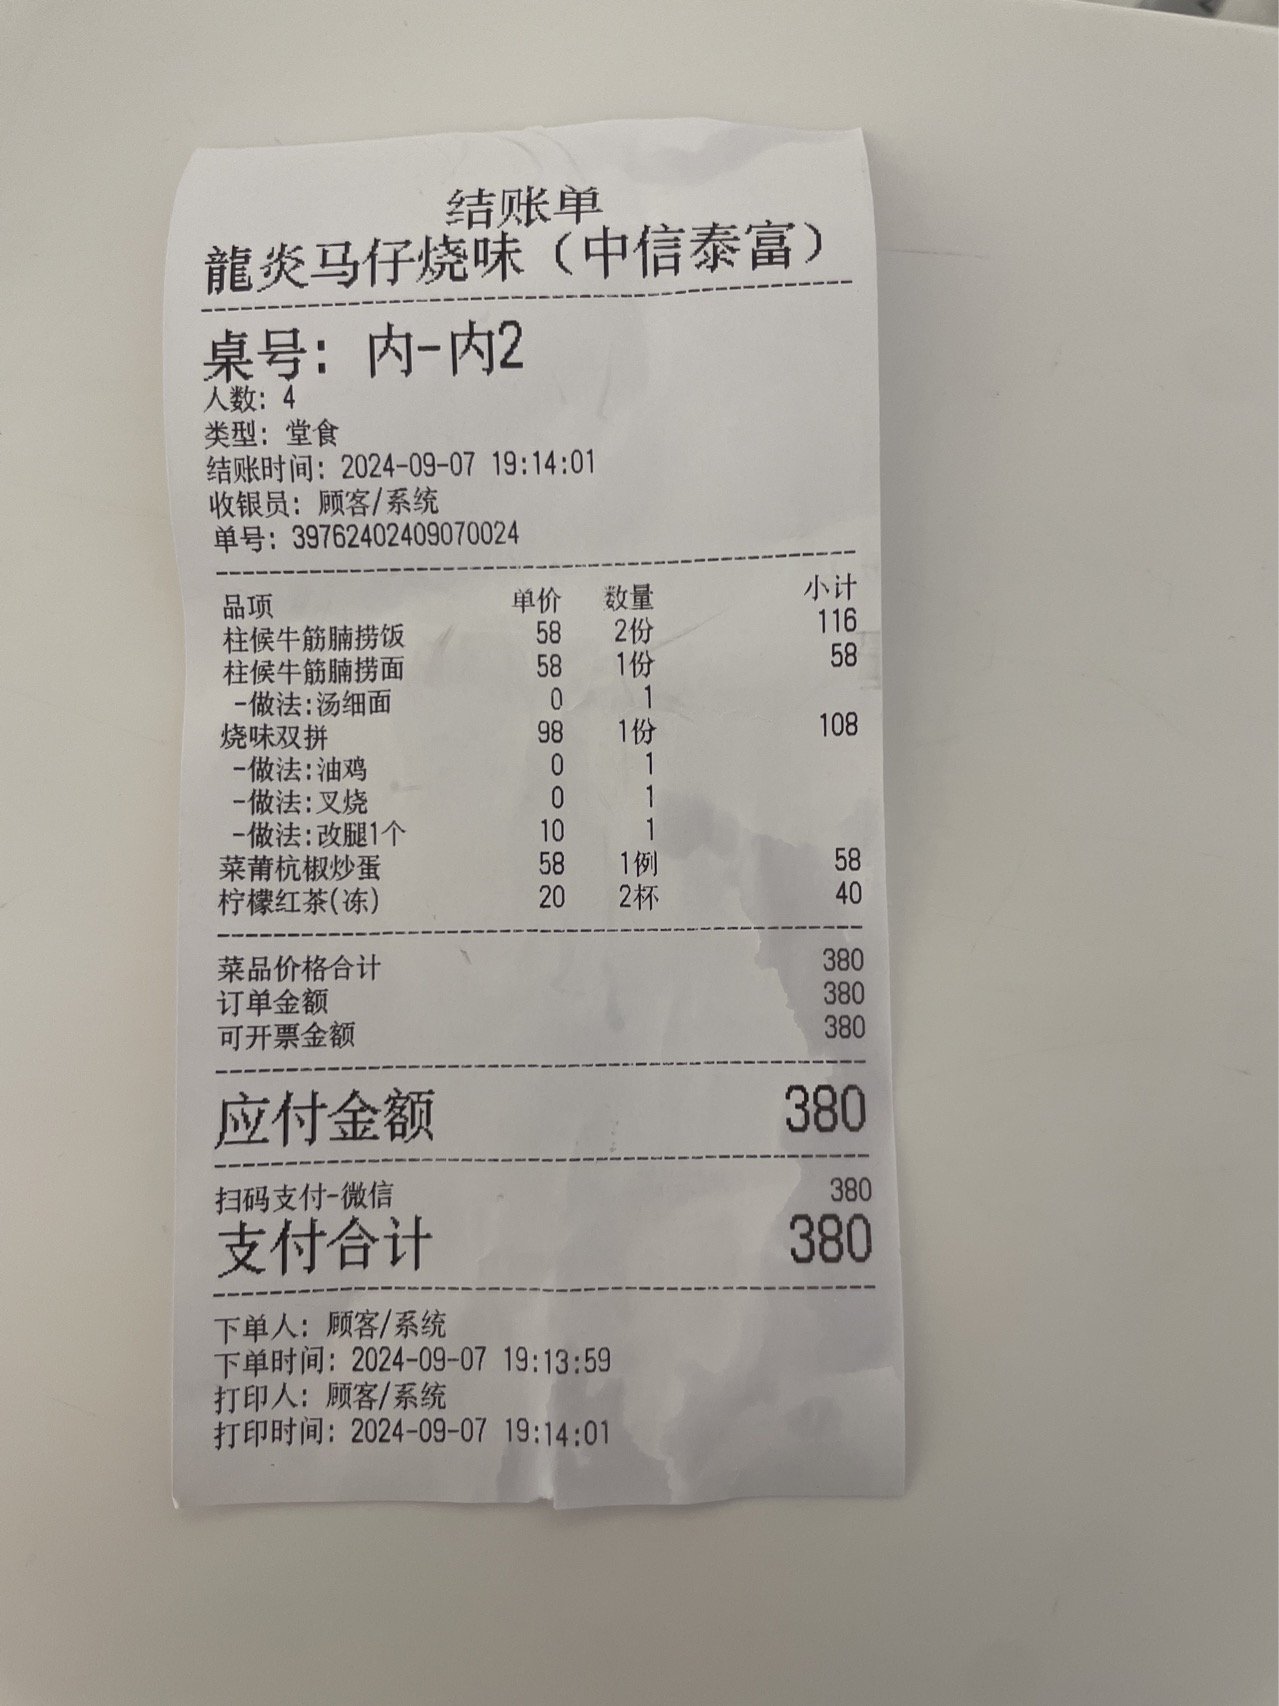 结账单
龍炎马仔烧味（中信泰富）
桌号: 内-内2
人数: 4
类型: 堂食
结账时间: 2024-09-07 19:14:01
收银员: 顾客/系统
单号: 39762402409070024
品项 单价 数量 小计
柱候牛筋腩捞饭 58 2份 116
柱候牛筋腩捞面 58 1份 58
-做法:汤细面 0 1
烧味双拼 98 1份 108
-做法:油鸡 0 1
-做法:叉烧 0 1
-做法:改腿1个 10 1
菜莆杭椒炒蛋 58 1例 58
柠檬红茶(冻) 20 2杯 40
菜品价格合计 380
订单金额 380
可开票金额 380
应付金额 380
扫码支付-微信 380
支付合计 380
下单人: 顾客/系统
下单时间: 2024-09-07 19:13:59
打印人: 顾客/系统
打印时间: 2024-09-07 19:14:01